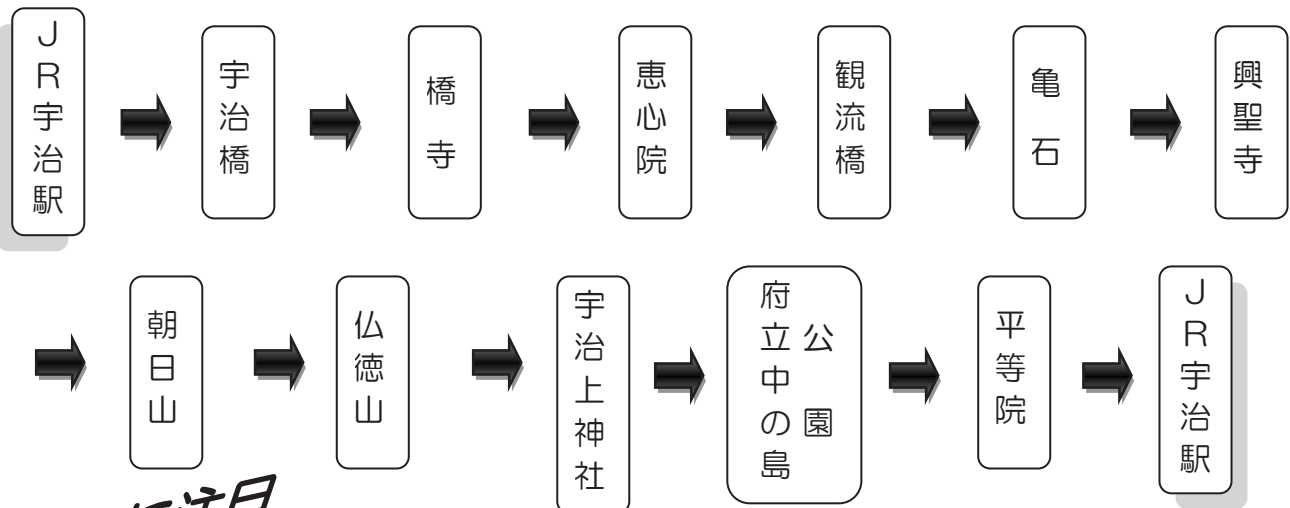 JR宇治駅
宇治橋
橋寺
恵心院
観流橋
亀石
興聖寺
朝日山
仏徳山
宇治上神社
府立中の島
公園
平等院
JR宇治駅